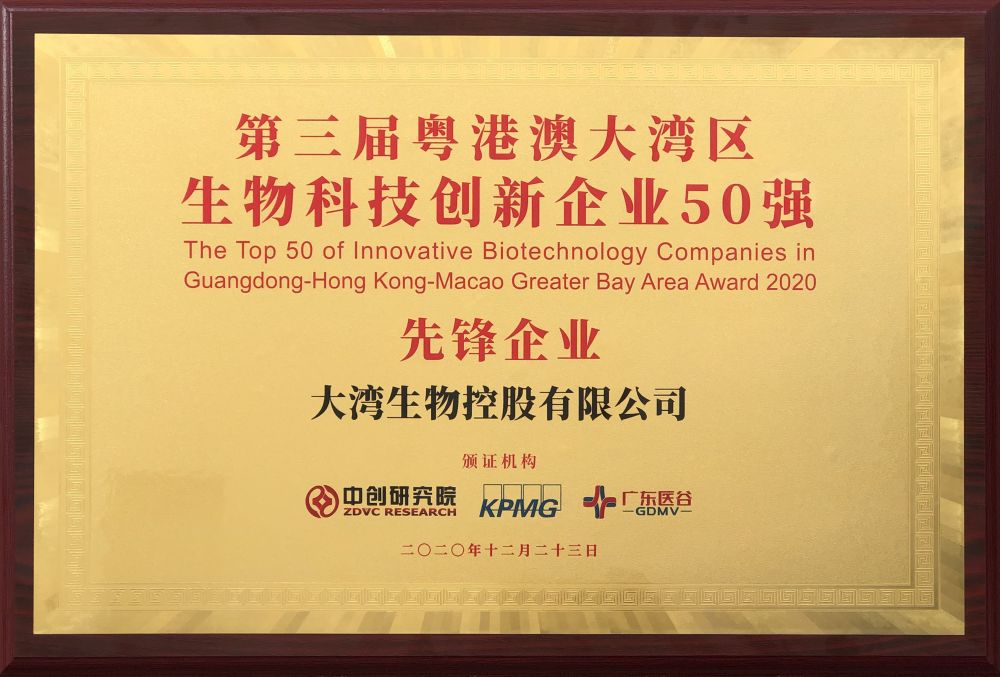 第三届粤港澳大湾区
生物科技创新企业50强
The Top 50 of Innovative Biotechnology Companies in
Guangdong-Hong Kong-Macao Greater Bay Area Award 2020
先锋企业
大湾生物控股有限公司
颁证机构
中创研究院
ZDVC RESEARCH
KPMG
广东医谷
GDMV
二〇二〇年十二月二十三日